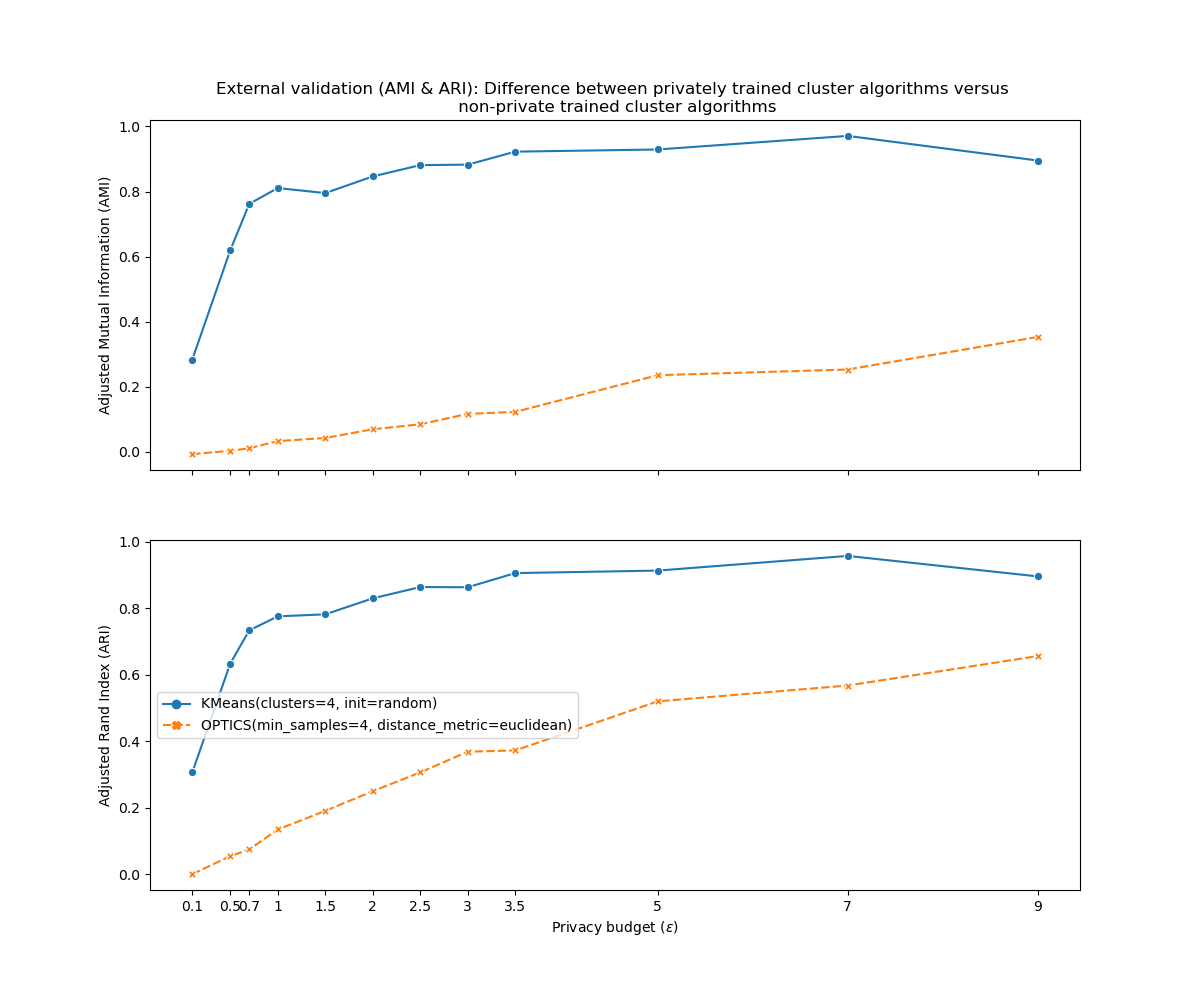 External validation (AMI & ARI): Difference between privately trained cluster algorithms versus
non-private trained cluster algorithms
1.0
0.8
0.6
0.4
0.2
0.0
Adjusted Mutual Information (AMI)
1.0
0.8
0.6
0.4
0.2
0.0
Adjusted Rand Index (ARI)
KMeans(clusters=4, init=random)
OPTICS(min_samples=4, distance_metric=euclidean)
0.1 0.5 0.7 1 1.5 2 2.5 3 3.5 5 7 9
Privacy budget (ε)